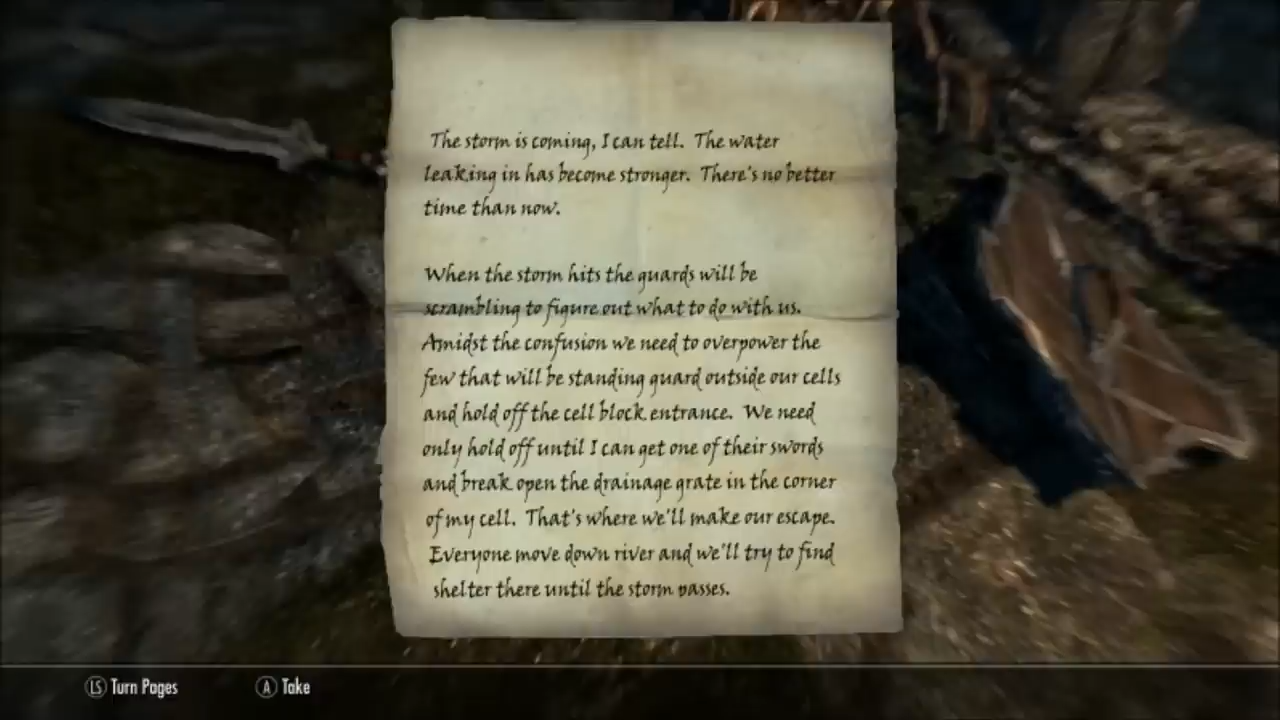 The storm is coming, I can tell.  The water
leaking in has become stronger.  There's no better
time than now.
When the storm hits the guards will be
scrambling to figure out what to do with us.
Amidst the confusion we need to overpower the
few that will be standing guard outside our cells
and hold off the cell block entrance.  We need
only hold off until I can get one of their swords
and break open the drainage grate in the corner
of my cell.  That's where we'll make our escape.
Everyone move down river and we'll try to find
shelter there until the storm passes.
LS Turn Pages A Take